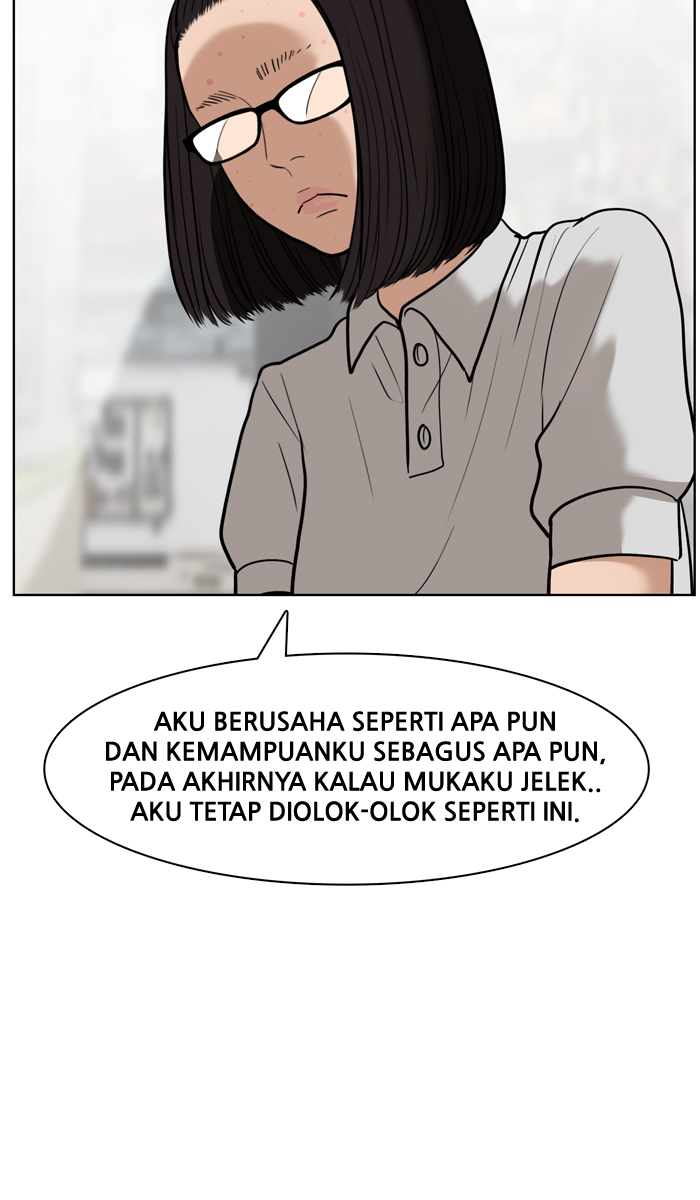 AKU BERUSAHA SEPERTI APA PUN
DAN KEMAMPUANKU SEBAGUS APA PUN,
PADA AKHIRNYA KALAU MUKAKU JELEK..
AKU TETAP DIOLOK-OLOK SEPERTI INI.